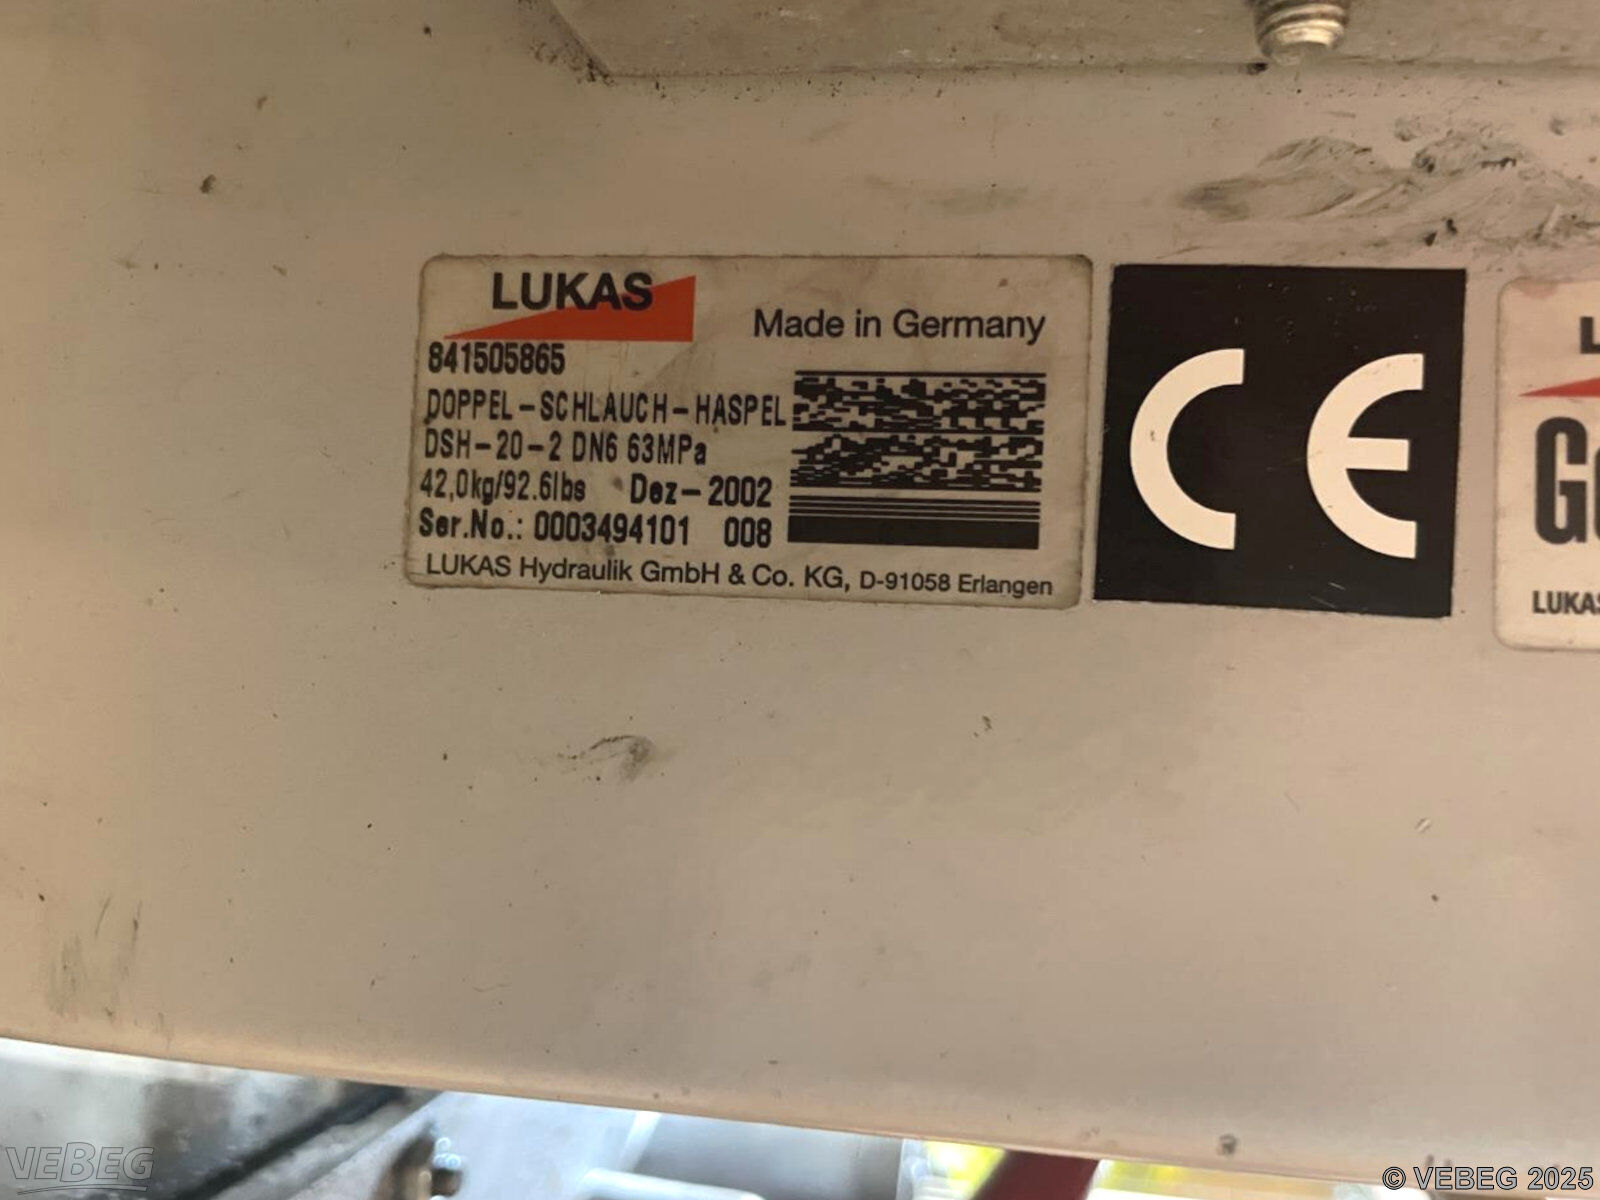 LUKAS
Made in Germany
841505865
DOPPEL-SCHLAUCH-HASPEL
DSH-20-2 DN6 63MPa
42,0kg/92.6lbs Dez-2002
Ser.No.: 0003494101 008
LUKAS Hydraulik GmbH & Co. KG, D-91058 Erlangen
CE
LUKAS
VEBEG
© VEBEG 2025